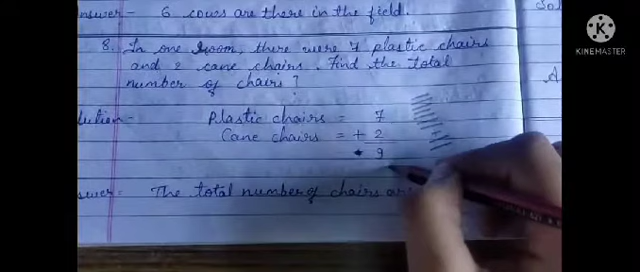 nswer- 6 cows are there in the field.
8. In one room, there were 7 plastic chairs
and 2 cane chairs. Find the total
number of chairs?
lution- Plastic chairs = 7
Cane chairs = + 2
9
swer: The total number of chairs are
Sol
A
KINEMASTER